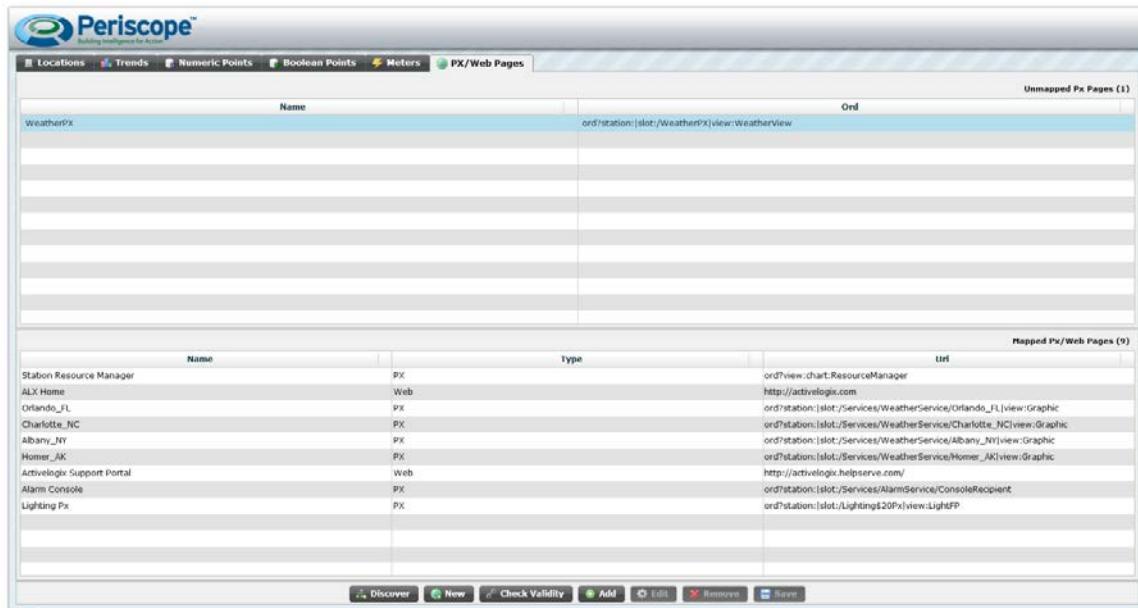 Periscope™
Building Intelligence for Action
Locations Trends Numeric Points Boolean Points Meters PX/Web Pages
Unmapped Px Pages (1)
Name Ord
WeatherPX ord?station:|slot:/WeatherPX|view:WeatherView
Mapped Px/Web Pages (9)
Name Type Url
Station Resource Manager PX ord?view:chart:ResourceManager
ALX Home Web http://activelogix.com
Orlando_FL PX ord?station:|slot:/Services/WeatherService/Orlando_FL|view:Graphic
Charlotte_NC PX ord?station:|slot:/Services/WeatherService/Charlotte_NC|view:Graphic
Albany_NY PX ord?station:|slot:/Services/WeatherService/Albany_NY|view:Graphic
Homer_AK PX ord?station:|slot:/Services/WeatherService/Homer_AK|view:Graphic
Activelogix Support Portal Web http://activelogix.helpserve.com/
Alarm Console PX ord?station:|slot:/Services/AlarmService/ConsoleRecipient
Lighting Px PX ord?station:|slot:/Lighting$20Px|view:LightFP
Discover New Check Validity Add Edit Remove Save